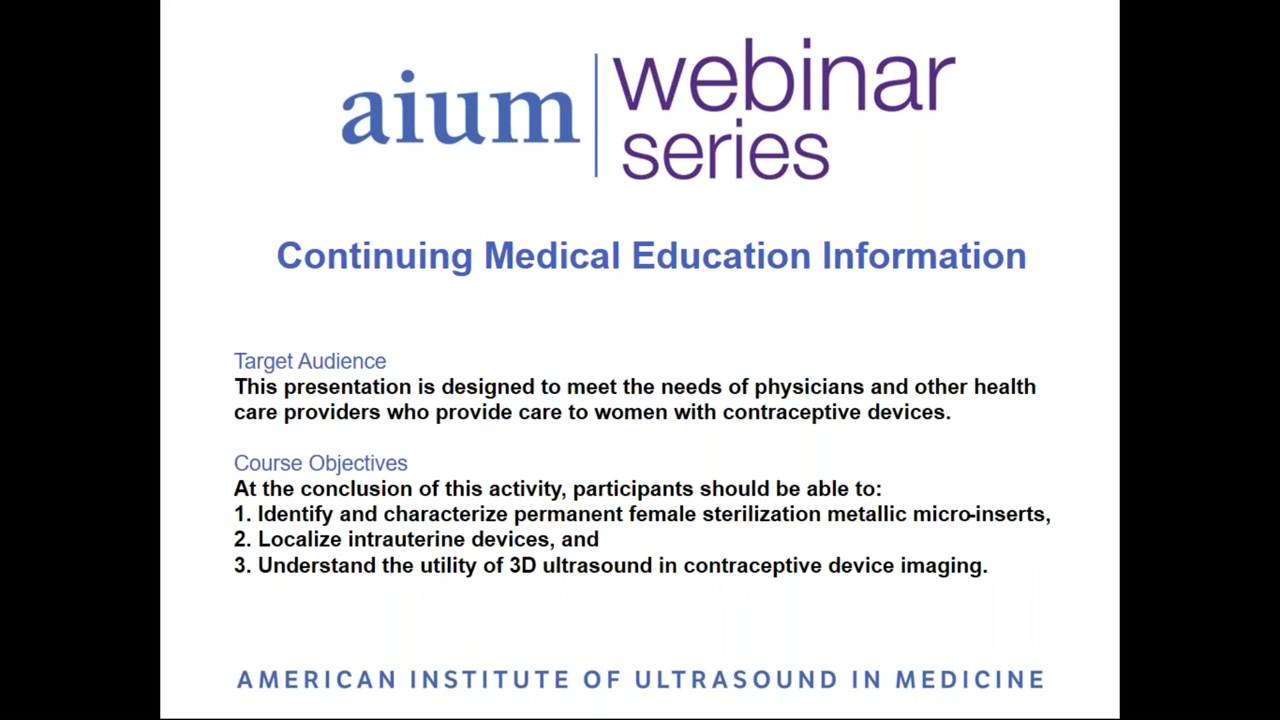 aium webinar
series
Continuing Medical Education Information
Target Audience
This presentation is designed to meet the needs of physicians and other health
care providers who provide care to women with contraceptive devices.
Course Objectives
At the conclusion of this activity, participants should be able to:
1. Identify and characterize permanent female sterilization metallic micro-inserts,
2. Localize intrauterine devices, and
3. Understand the utility of 3D ultrasound in contraceptive device imaging.
AMERICAN INSTITUTE OF ULTRASOUND IN MEDICINE